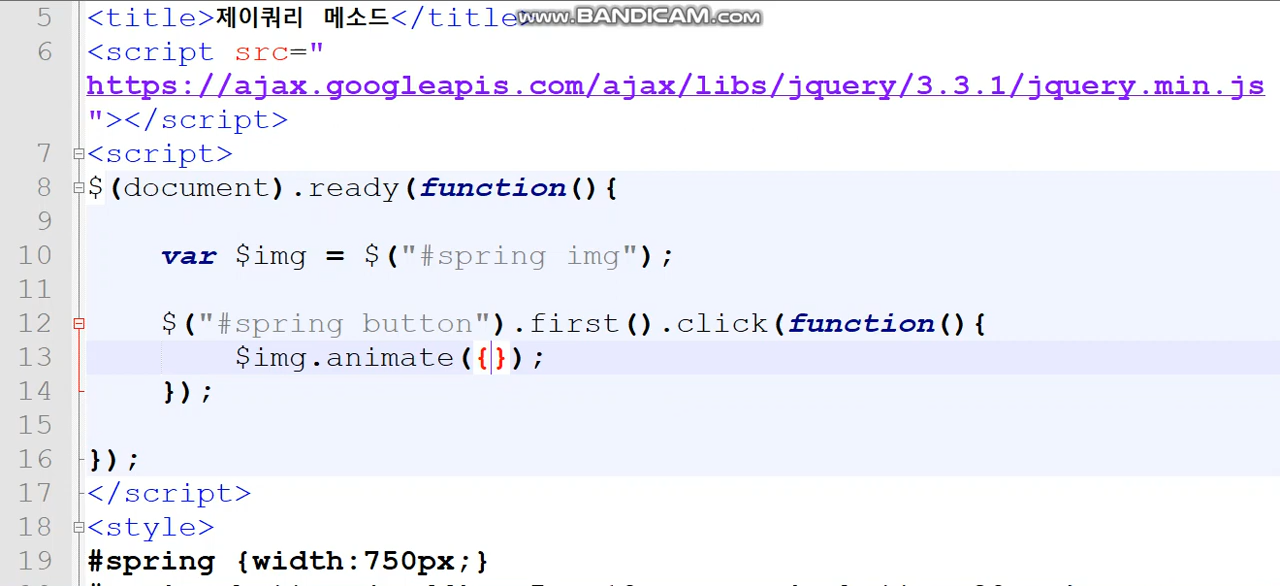 5 <title>제이쿼리 메소드</title>
www.BANDICAM.com
6 <script src="
https://ajax.googleapis.com/ajax/libs/jquery/3.3.1/jquery.min.js
"></script>
7 <script>
8 $(document).ready(function(){
9
10 var $img = $("#spring img");
11
12 $("#spring button").first().click(function(){
13 $img.animate({});
14 });
15
16 });
17 </script>
18 <style>
19 #spring {width:750px;}